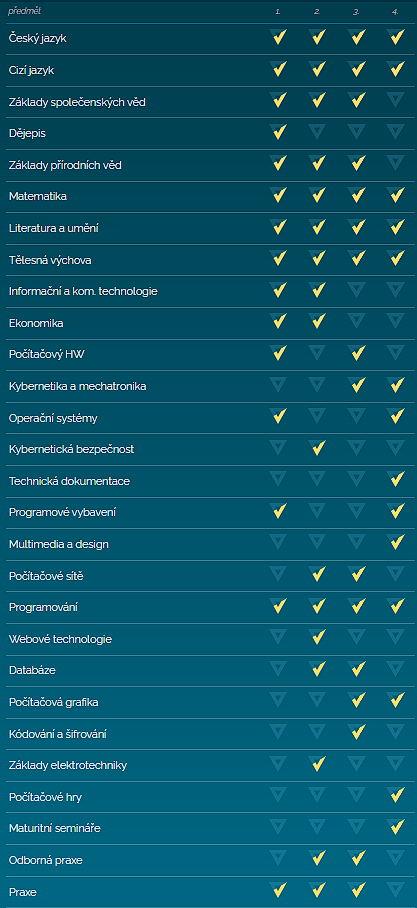 předmět 1. 2. 3. 4.
Český jazyk
Cizí jazyk
Základy společenských věd
Dějepis
Základy přírodních věd
Matematika
Literatura a umění
Tělesná výchova
Informační a kom. technologie
Ekonomika
Počítačový HW
Kybernetika a mechatronika
Operační systémy
Kybernetická bezpečnost
Technická dokumentace
Programové vybavení
Multimedia a design
Počítačové sítě
Programování
Webové technologie
Databáze
Počítačová grafika
Kódování a šifrování
Základy elektrotechniky
Počítačové hry
Maturitní semináře
Odborná praxe
Praxe